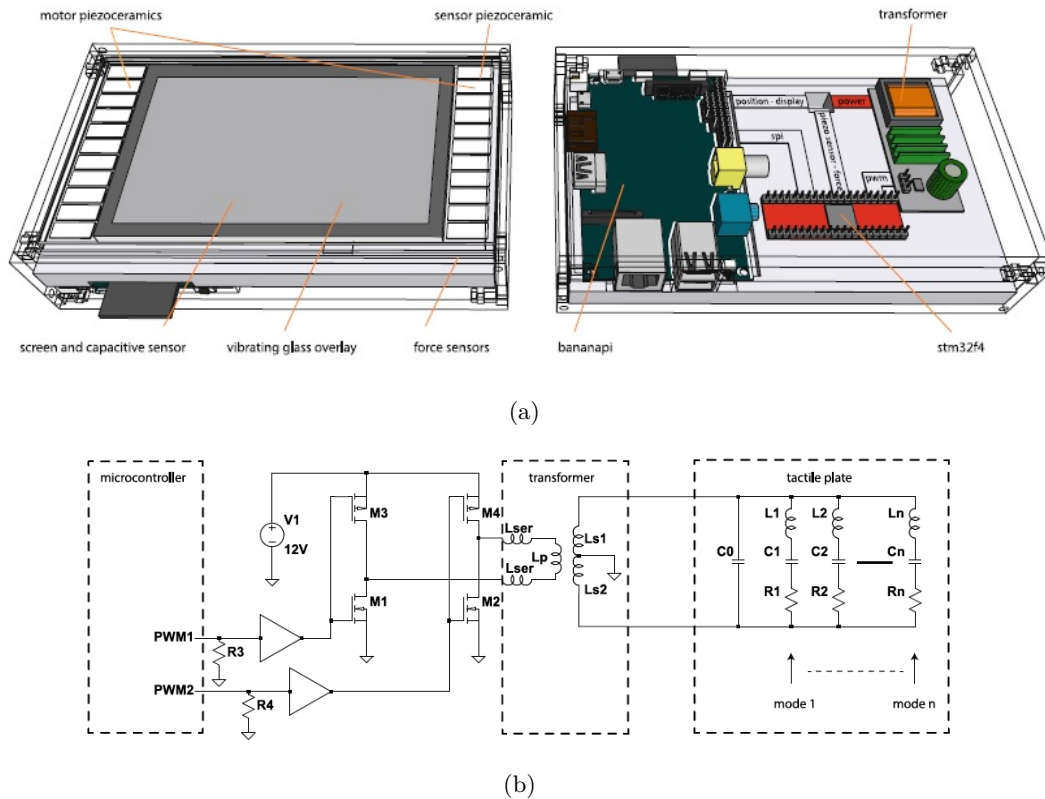 motor piezoceramics
sensor piezoceramic
transformer
position - display
power
spi
piezo sensor - force
pwm
screen and capacitive sensor
vibrating glass overlay
force sensors
bananapi
stm32f4
(a)
microcontroller
transformer
tactile plate
M3
M4
V1
12V
Lser
Lp
Lser
Ls1
Ls2
C0
L1
L2
Ln
C1
C2
Cn
R1
R2
Rn
M1
M2
PWM1
R3
PWM2
R4
mode 1
mode n
(b)